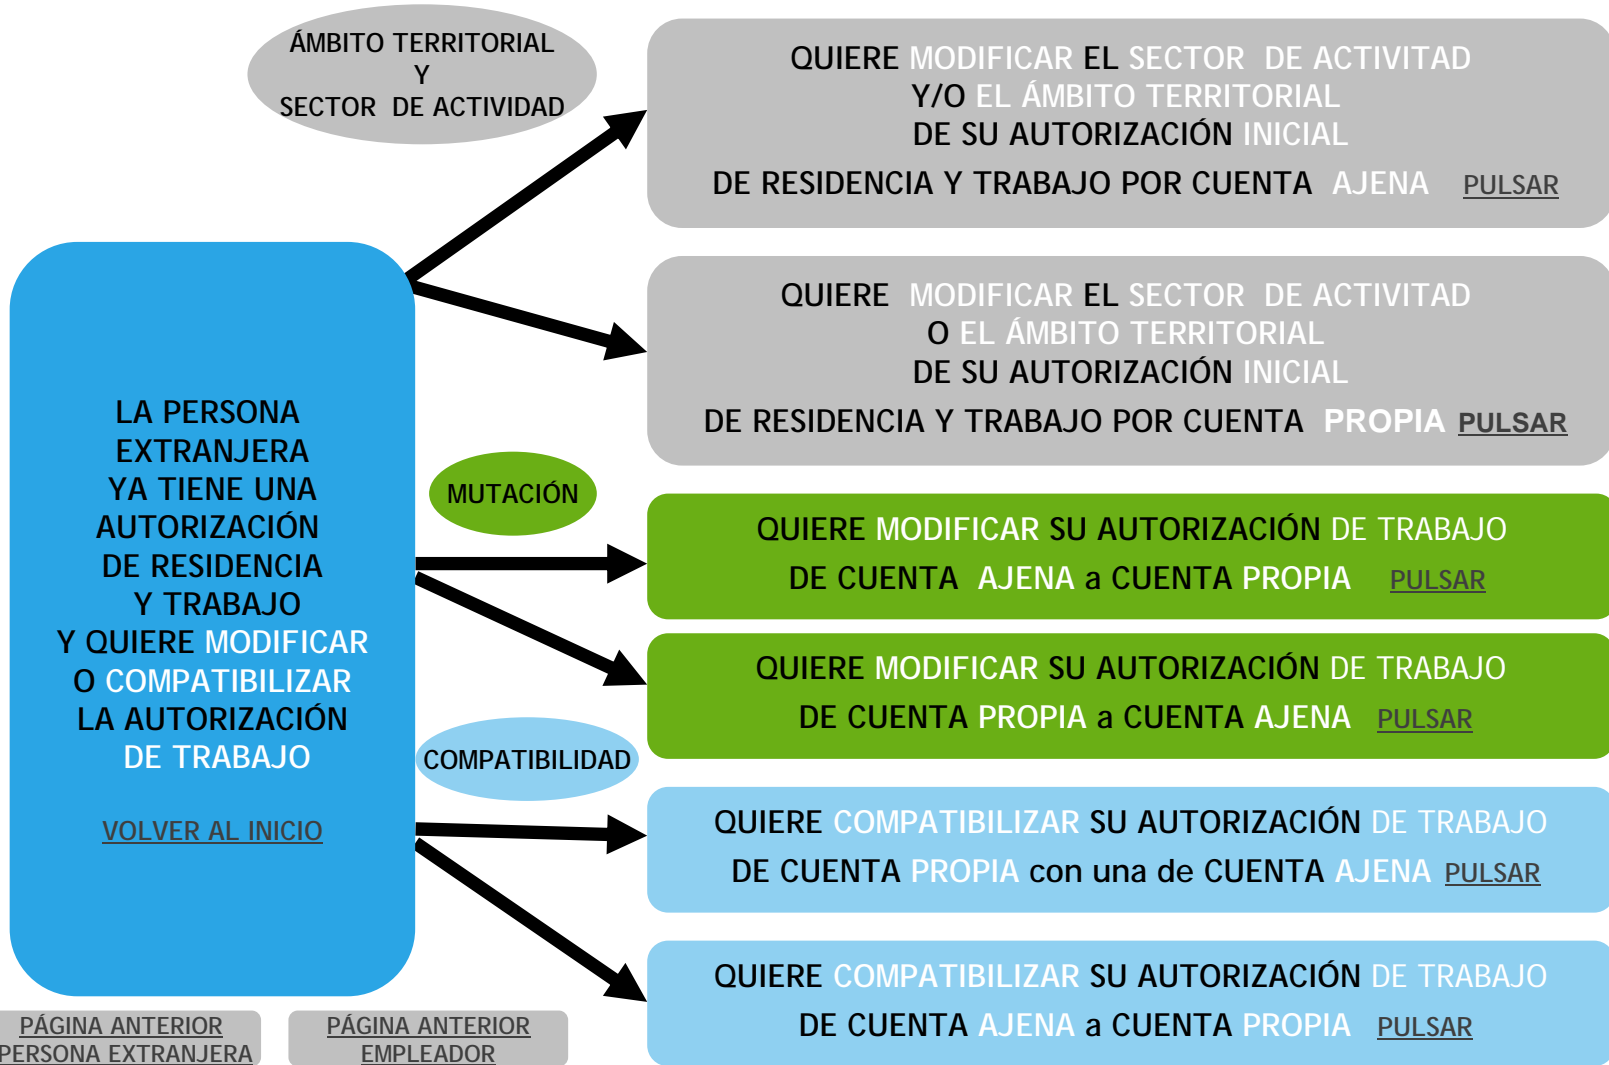 ÁMBITO TERRITORIAL
Y
SECTOR DE ACTIVIDAD
QUIERE MODIFICAR EL SECTOR DE ACTIVITAD
Y/O EL ÁMBITO TERRITORIAL
DE SU AUTORIZACIÓN INICIAL
DE RESIDENCIA Y TRABAJO POR CUENTA AJENA PULSAR
QUIERE MODIFICAR EL SECTOR DE ACTIVITAD
O EL ÁMBITO TERRITORIAL
DE SU AUTORIZACIÓN INICIAL
DE RESIDENCIA Y TRABAJO POR CUENTA PROPIA PULSAR
LA PERSONA
EXTRANJERA
YA TIENE UNA
AUTORIZACIÓN
DE RESIDENCIA
Y TRABAJO
Y QUIERE MODIFICAR
O COMPATIBILIZAR
LA AUTORIZACIÓN
DE TRABAJO
VOLVER AL INICIO
MUTACIÓN
QUIERE MODIFICAR SU AUTORIZACIÓN DE TRABAJO
DE CUENTA AJENA a CUENTA PROPIA PULSAR
QUIERE MODIFICAR SU AUTORIZACIÓN DE TRABAJO
DE CUENTA PROPIA a CUENTA AJENA PULSAR
COMPATIBILIDAD
QUIERE COMPATIBILIZAR SU AUTORIZACIÓN DE TRABAJO
DE CUENTA PROPIA con una de CUENTA AJENA PULSAR
QUIERE COMPATIBILIZAR SU AUTORIZACIÓN DE TRABAJO
DE CUENTA AJENA a CUENTA PROPIA PULSAR
PÁGINA ANTERIOR
PERSONA EXTRANJERA
PÁGINA ANTERIOR
EMPLEADOR